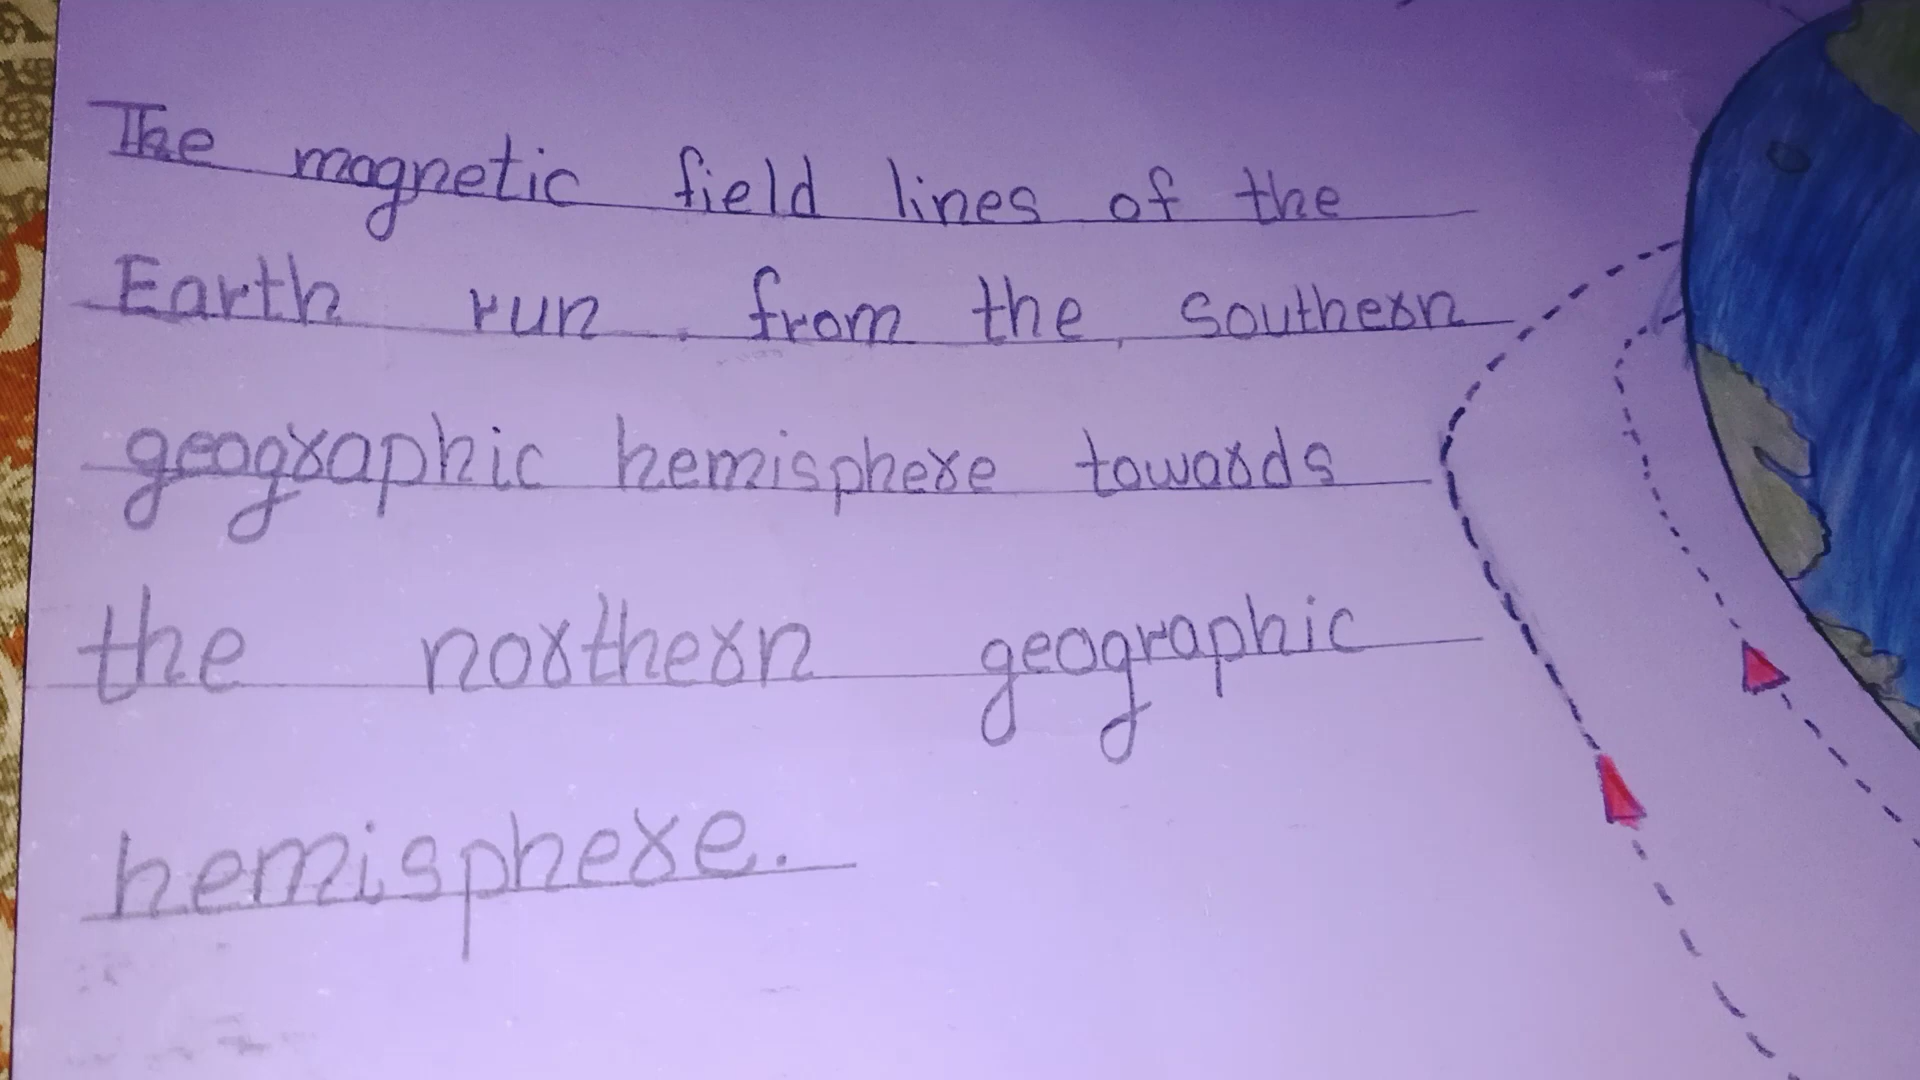 The magnetic field lines of the
Earth run from the southern
geographic hemisphere towards
the northern geographic
hemisphere.